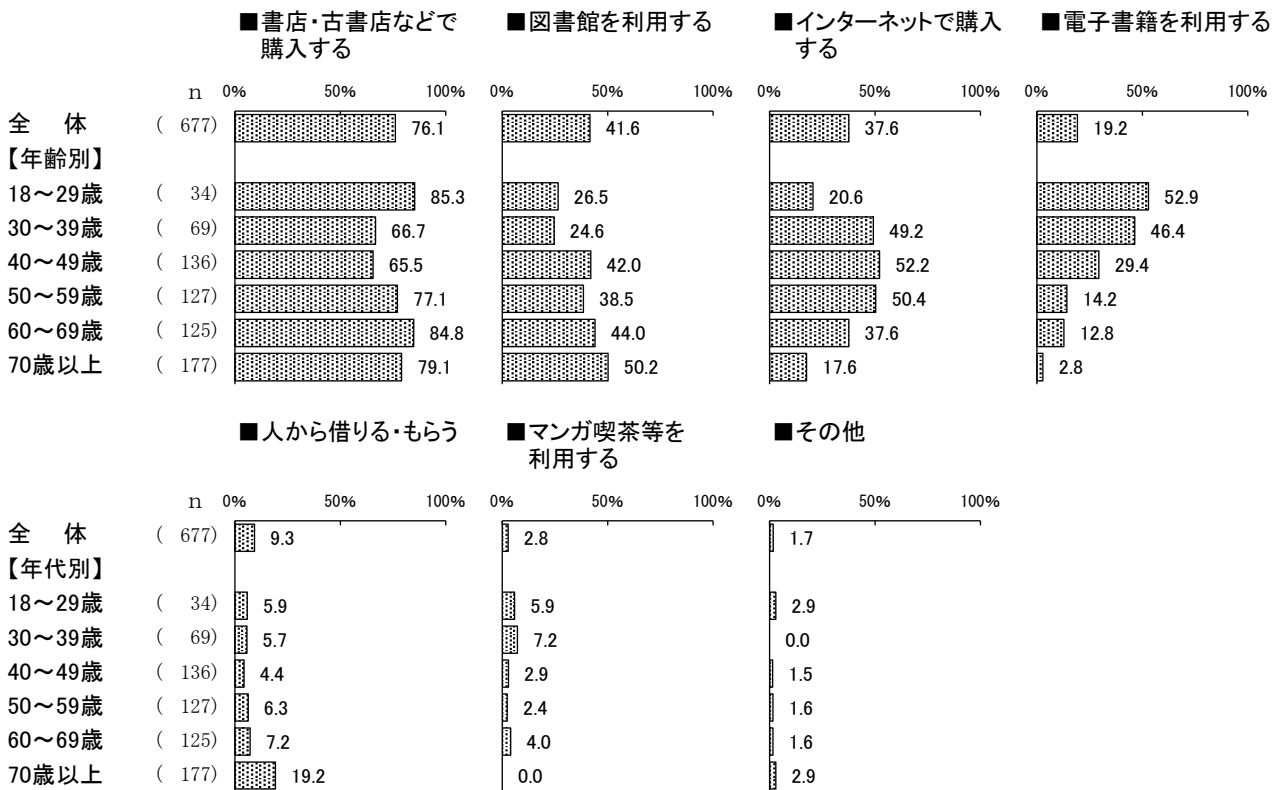 ■書店・古書店などで ■図書館を利用する ■インターネットで購入 ■電子書籍を利用する
購入する する
n 0% 50% 100% 0% 50% 100% 0% 50% 100% 0% 50% 100%
全 体 ( 677) 76.1 41.6 37.6 19.2
【年齢別】
18～29歳 ( 34) 85.3 26.5 20.6 52.9
30～39歳 ( 69) 66.7 24.6 49.2 46.4
40～49歳 ( 136) 65.5 42.0 52.2 29.4
50～59歳 ( 127) 77.1 38.5 50.4 14.2
60～69歳 ( 125) 84.8 44.0 37.6 12.8
70歳以上 ( 177) 79.1 50.2 17.6 2.8
■人から借りる・もらう ■マンガ喫茶等を ■その他
利用する
n 0% 50% 100% 0% 50% 100% 0% 50% 100%
全 体 ( 677) 9.3 2.8 1.7
【年代別】
18～29歳 ( 34) 5.9 5.9 2.9
30～39歳 ( 69) 5.7 7.2 0.0
40～49歳 ( 136) 4.4 2.9 1.5
50～59歳 ( 127) 6.3 2.4 1.6
60～69歳 ( 125) 7.2 4.0 1.6
70歳以上 ( 177) 19.2 0.0 2.9